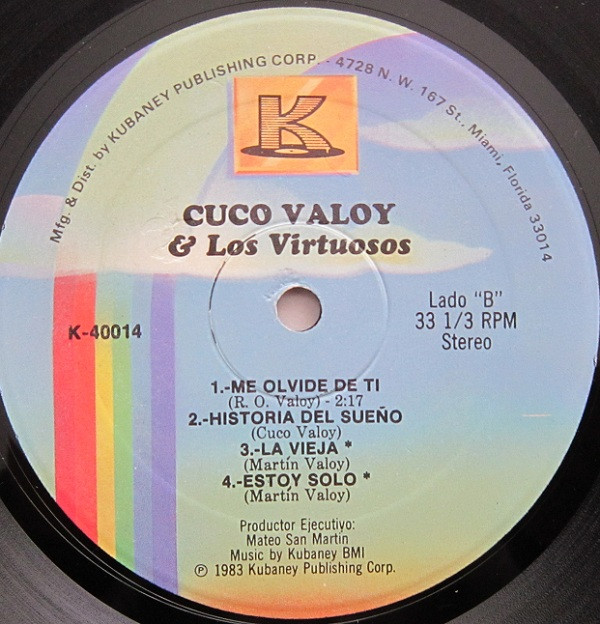 Mfg. & Dist. by KUBANEY PUBLISHING CORP. - 4728 N. W. 167 St., Miami, Florida 33014
K
CUCO VALOY
& Los Virtuosos
Lado "B"
33 1/3 RPM
Stereo
K-40014
1.-ME OLVIDE DE TI
(R. O. Valoy) - 2:17
2.-HISTORIA DEL SUEÑO
(Cuco Valoy)
3.-LA VIEJA *
(Martín Valoy)
4.-ESTOY SOLO *
(Martín Valoy)
Productor Ejecutivo:
Mateo San Martin
Music by Kubaney BMI
℗ 1983 Kubaney Publishing Corp.